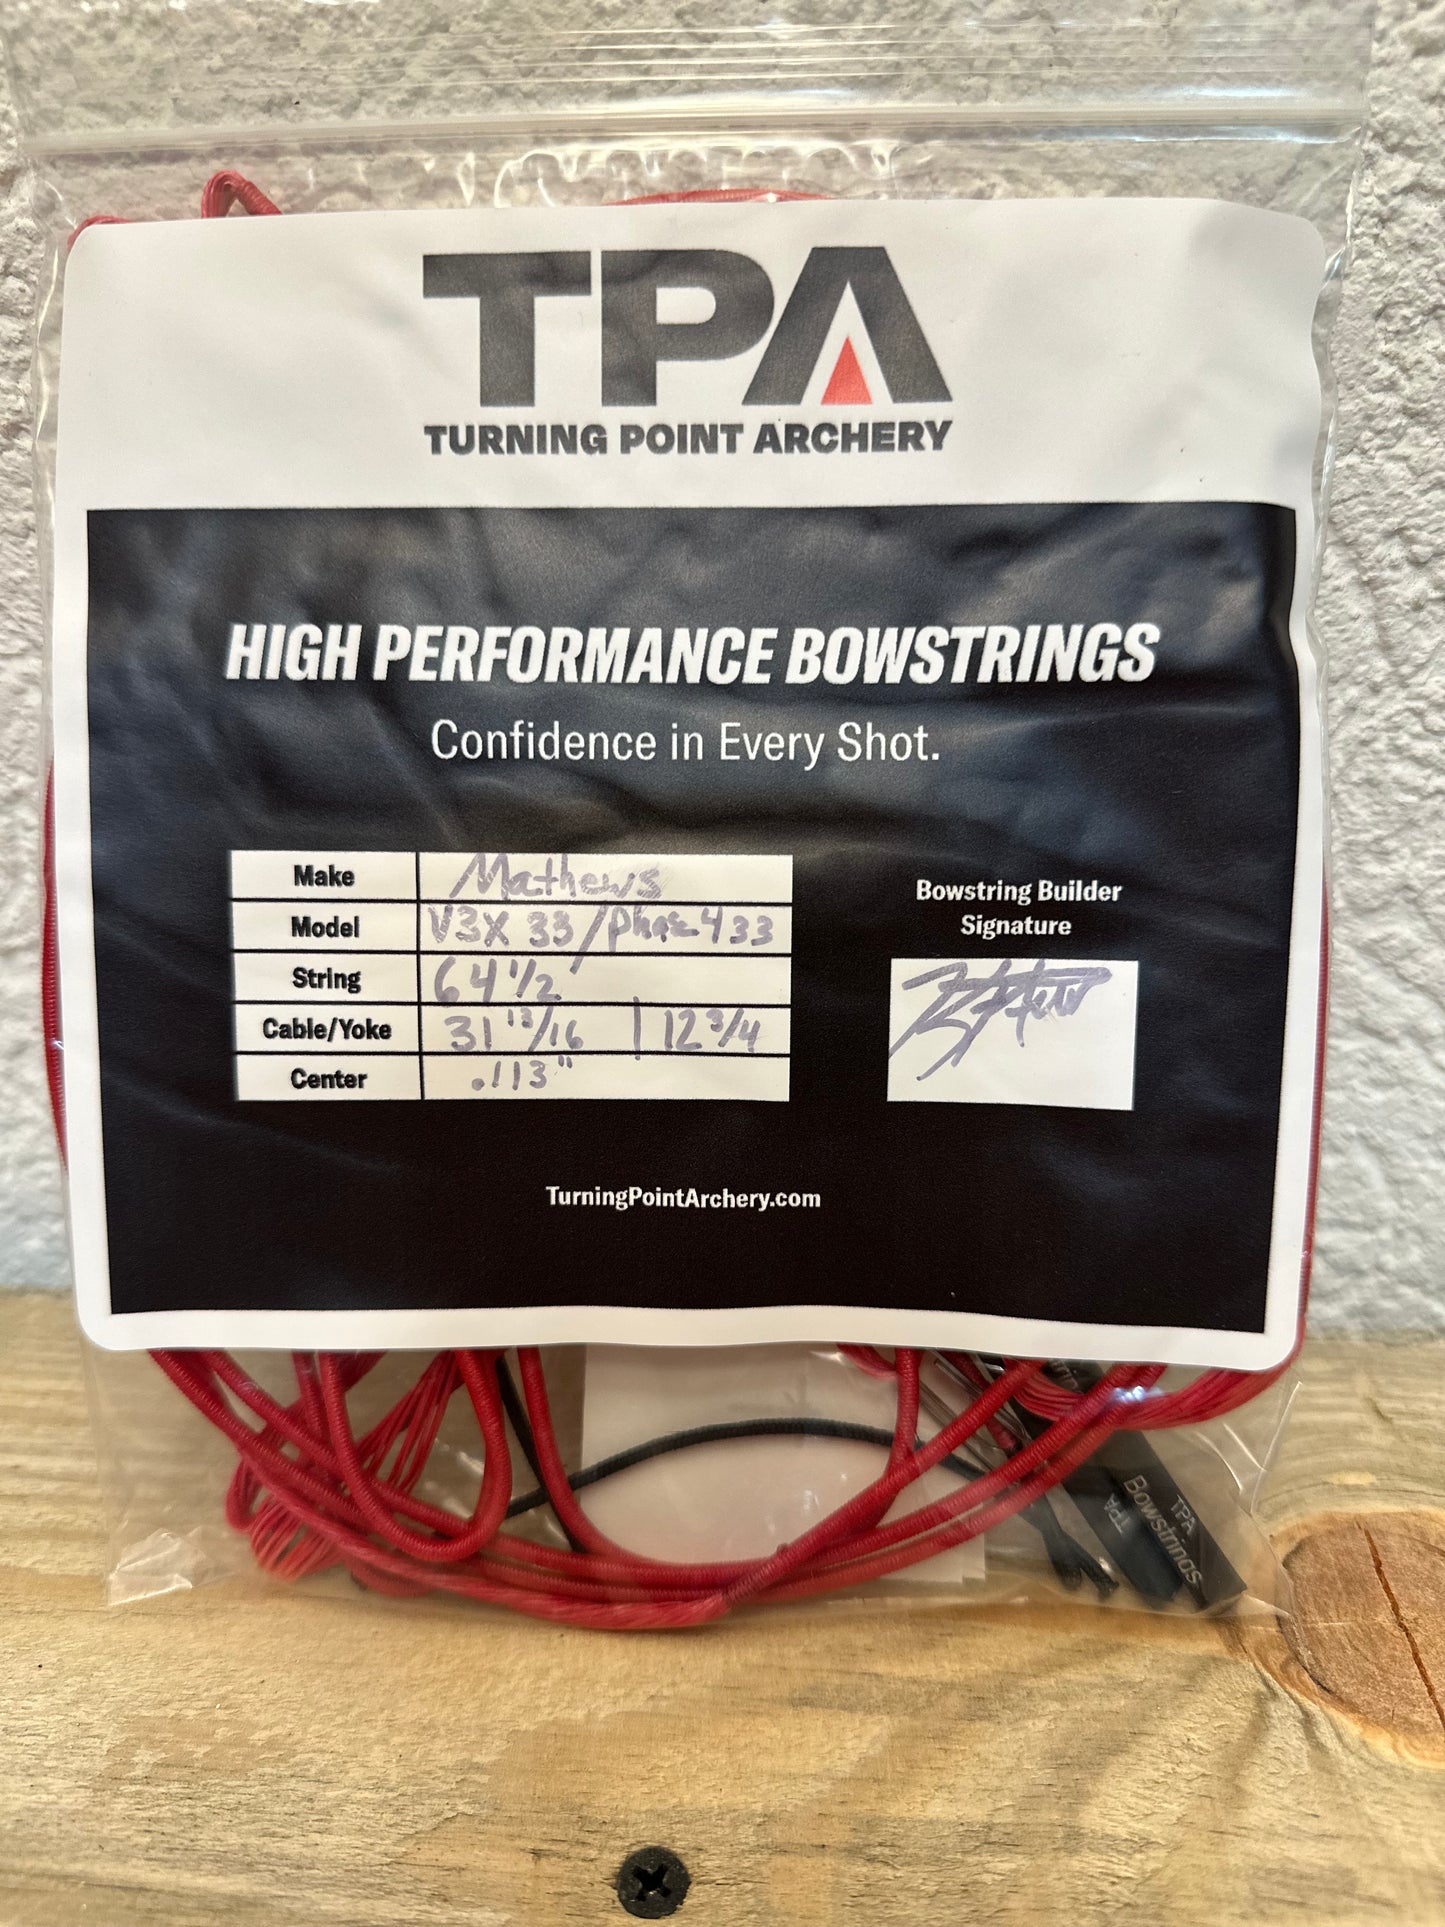 TPA
TURNING POINT ARCHERY
HIGH PERFORMANCE BOWSTRINGS
Confidence in Every Shot.
Make Mathews
Model V3X 33/Phase4 33
String 64 1/2
Cable/Yoke 31 13/16 | 12 3/4
Center .113"
Bowstring Builder
Signature
TurningPointArchery.com
TPA
Bowstrings
TPA